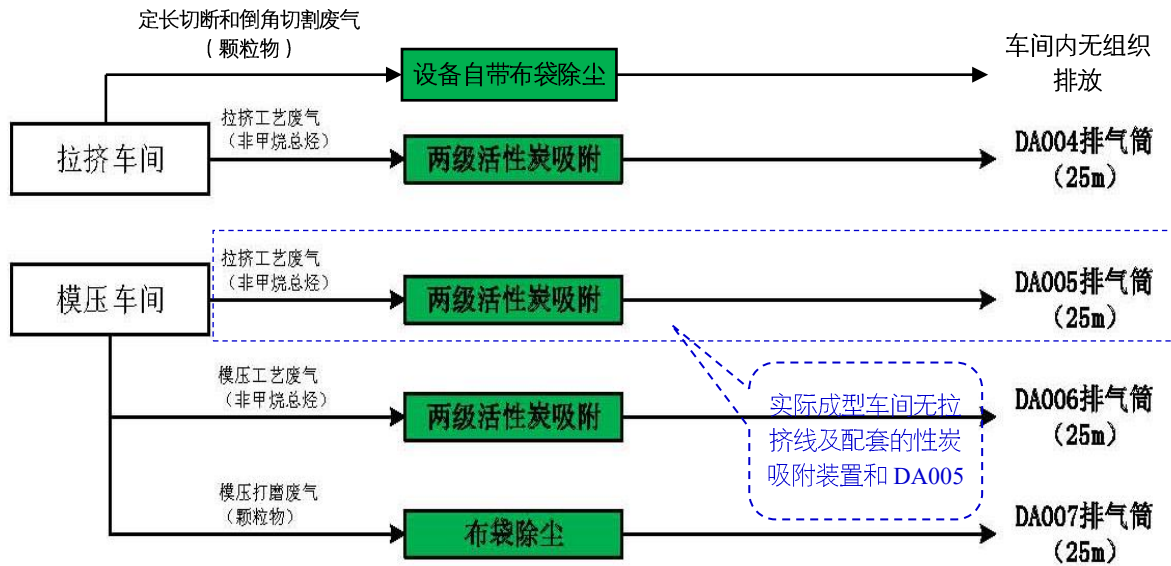 定长切断和倒角切割废气
（颗粒物）
设备自带布袋除尘
车间内无组织
排放
拉挤车间
拉挤工艺废气
（非甲烷总烃）
两级活性炭吸附
DA004排气筒
（25m）
模压车间
拉挤工艺废气
（非甲烷总烃）
两级活性炭吸附
DA005排气筒
（25m）
模压工艺废气
（非甲烷总烃）
两级活性炭吸附
实际成型车间无拉
挤线及配套的性炭
吸附装置和 DA005
DA006排气筒
（25m）
模压打磨废气
（颗粒物）
布袋除尘
DA007排气筒
（25m）